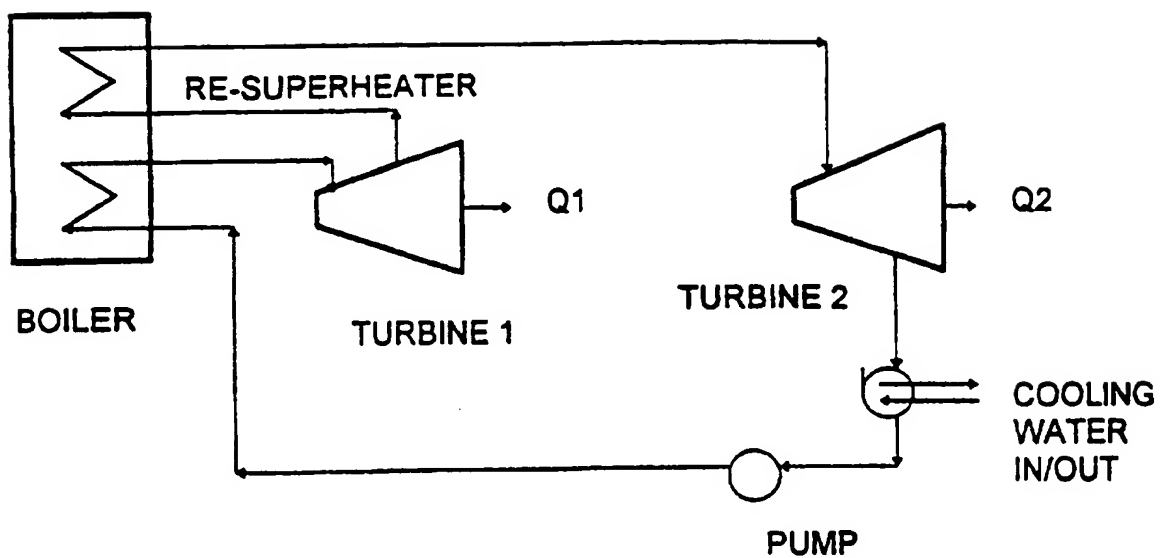 RE-SUPERHEATER
Q1
Q2
BOILER
TURBINE 1
TURBINE 2
COOLING
WATER
IN/OUT
PUMP